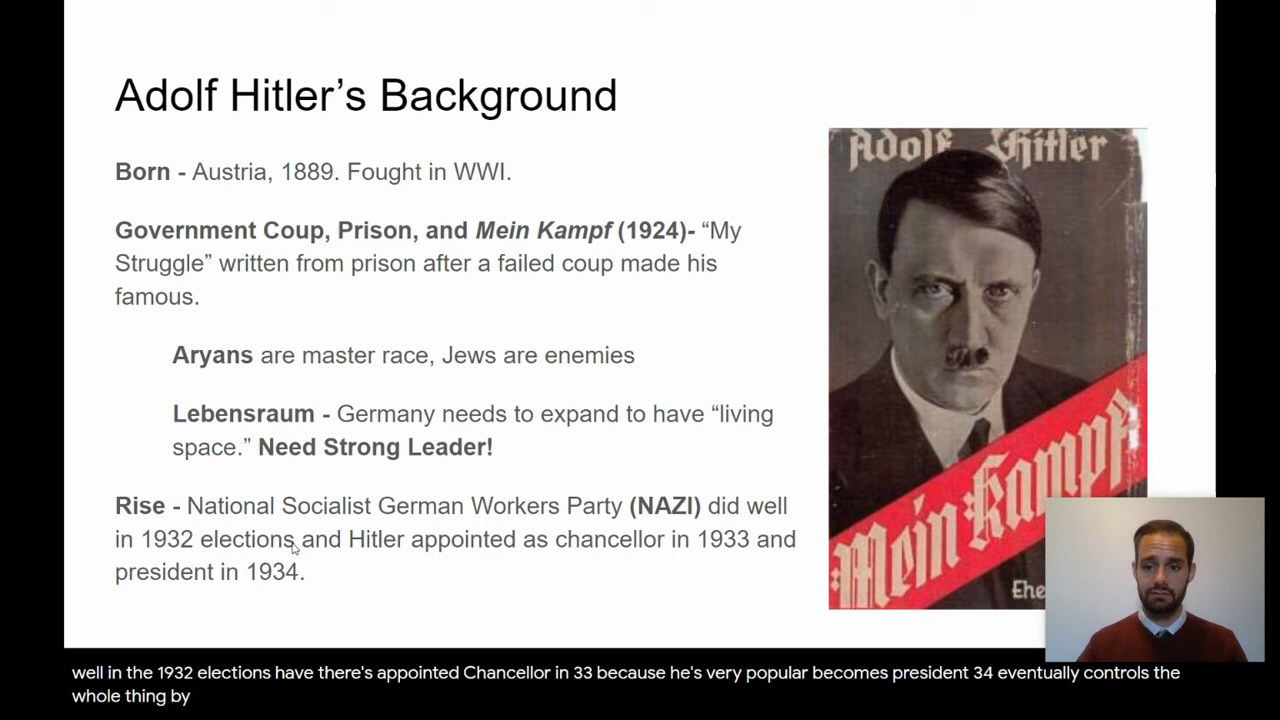 Adolf Hitler's Background
Born - Austria, 1889. Fought in WWI.
Government Coup, Prison, and Mein Kampf (1924)- “My
Struggle” written from prison after a failed coup made his
famous.
Aryans are master race, Jews are enemies
Lebensraum - Germany needs to expand to have “living
space.” Need Strong Leader!
Rise - National Socialist German Workers Party (NAZI) did well
in 1932 elections and Hitler appointed as chancellor in 1933 and
president in 1934.
Adolf Hitler
Mein Kampf
Ehe
well in the 1932 elections have there's appointed Chancellor in 33 because he's very popular becomes president 34 eventually controls the
whole thing by